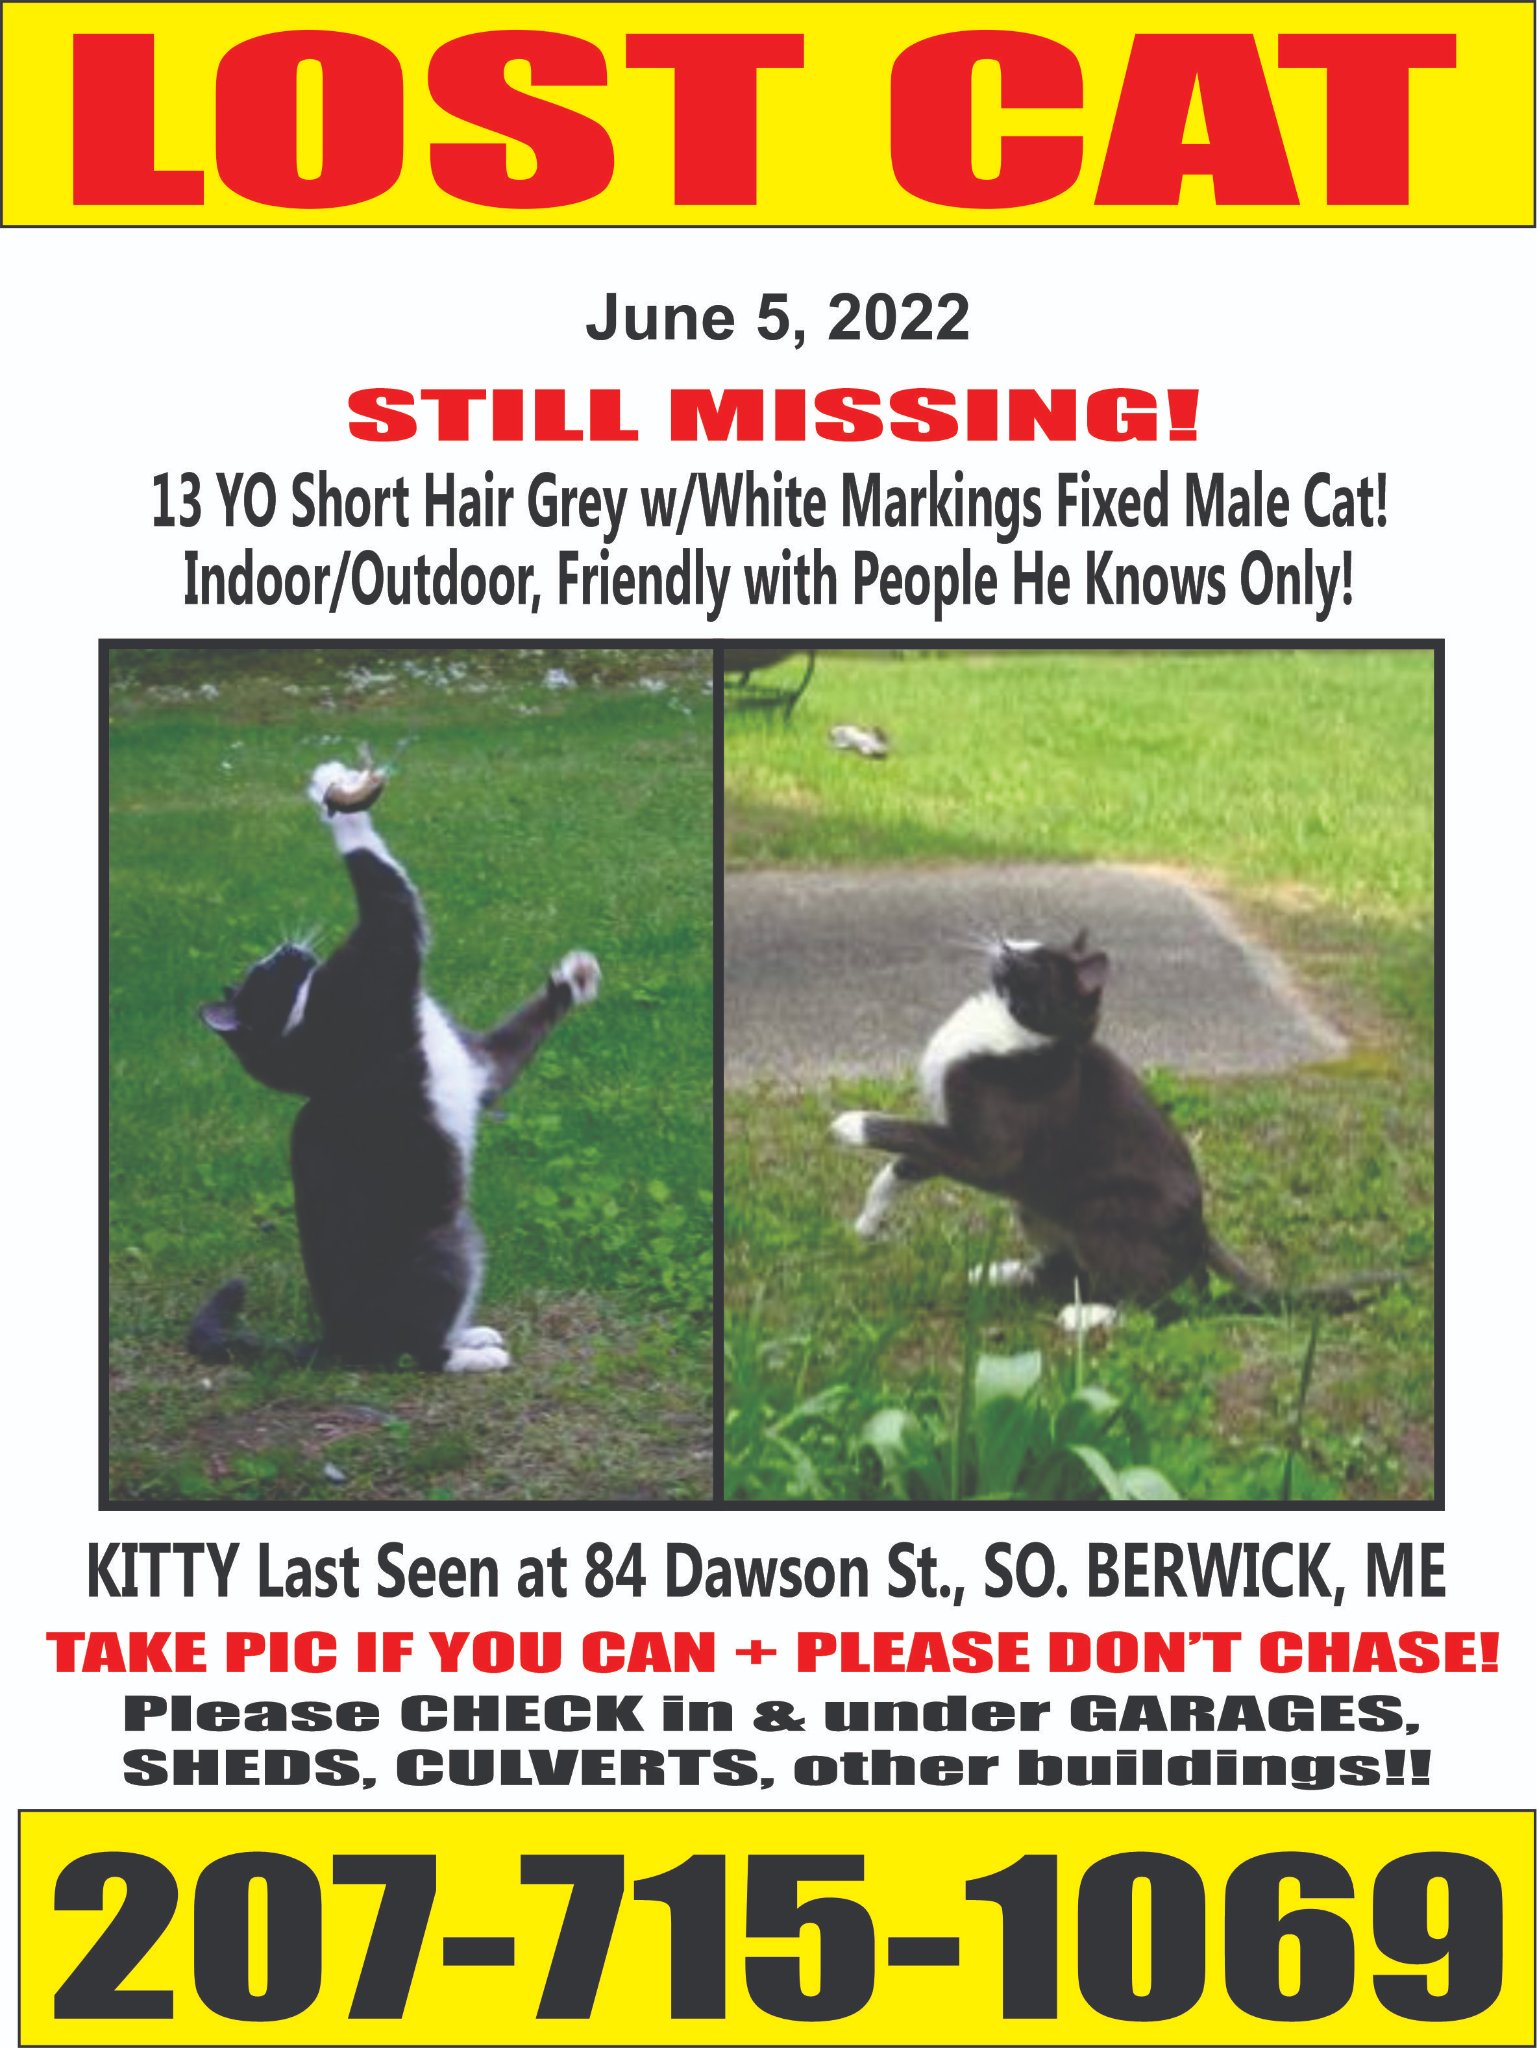 LOST CAT
June 5, 2022
STILL MISSING!
13 YO Short Hair Grey w/White Markings Fixed Male Cat!
Indoor/Outdoor, Friendly with People He Knows Only!
KITTY Last Seen at 84 Dawson St., SO. BERWICK, ME
TAKE PIC IF YOU CAN + PLEASE DON'T CHASE!
Please CHECK in & under GARAGES,
SHEDS, CULVERTS, other buildings!!
207-715-1069